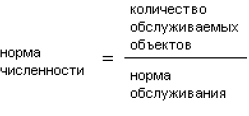 количество
обслуживаемых
объектов
норма
численности
=
норма
обслуживания